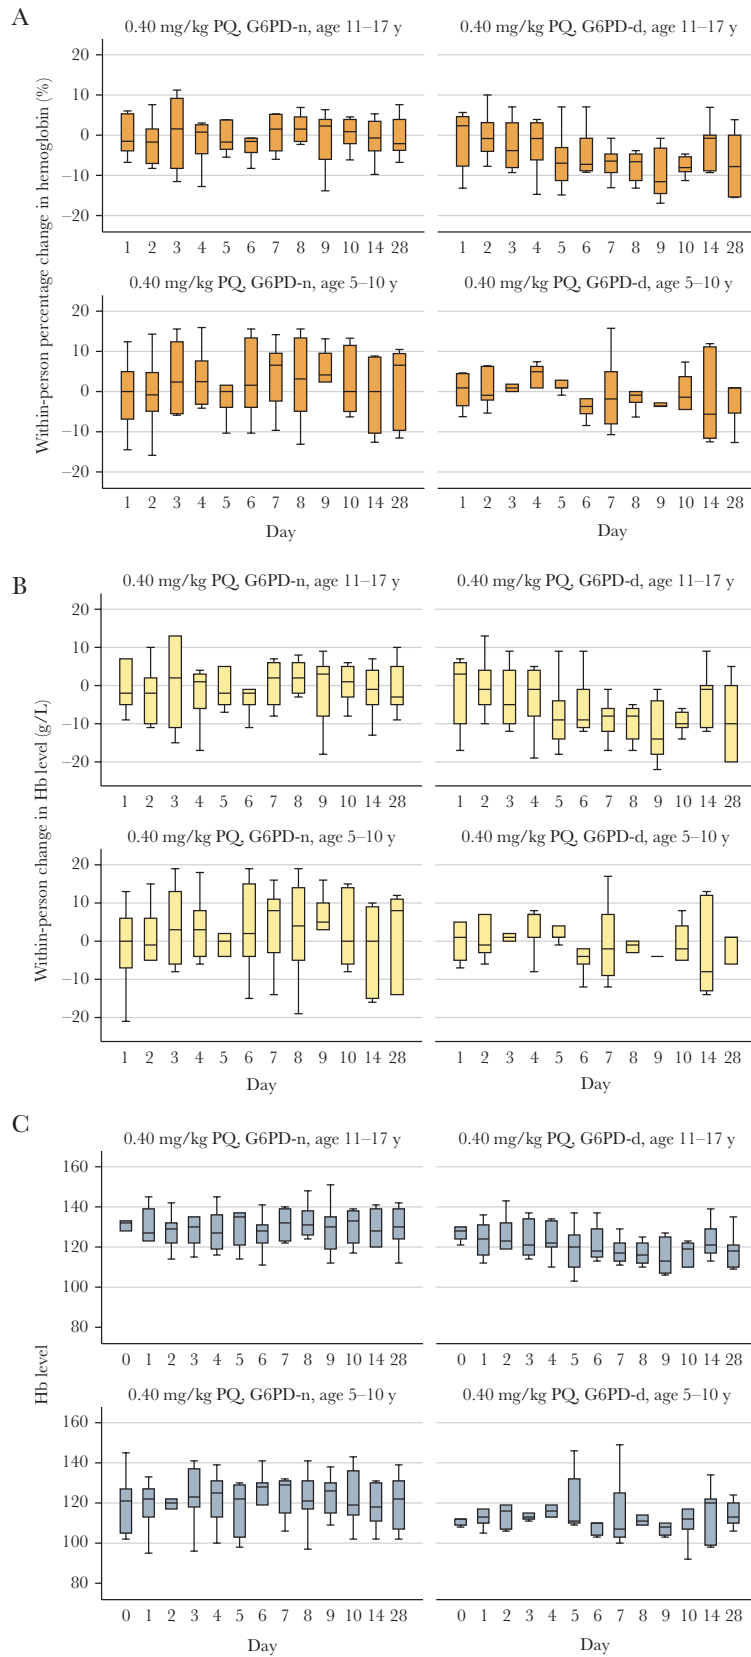 A
0.40 mg/kg PQ, G6PD-n, age 11–17 y
0.40 mg/kg PQ, G6PD-d, age 11–17 y
Within-person percentage change in hemoglobin (%)
20
10
0
–10
–20
1 2 3 4 5 6 7 8 9 10 14 28
1 2 3 4 5 6 7 8 9 10 14 28
0.40 mg/kg PQ, G6PD-n, age 5–10 y
0.40 mg/kg PQ, G6PD-d, age 5–10 y
20
10
0
–10
–20
1 2 3 4 5 6 7 8 9 10 14 28
1 2 3 4 5 6 7 8 9 10 14 28
Day
Day
B
0.40 mg/kg PQ, G6PD-n, age 11–17 y
0.40 mg/kg PQ, G6PD-d, age 11–17 y
Within-person change in Hb level (g/L)
20
10
0
–10
–20
1 2 3 4 5 6 7 8 9 10 14 28
1 2 3 4 5 6 7 8 9 10 14 28
0.40 mg/kg PQ, G6PD-n, age 5–10 y
0.40 mg/kg PQ, G6PD-d, age 5–10 y
20
10
0
–10
–20
1 2 3 4 5 6 7 8 9 10 14 28
1 2 3 4 5 6 7 8 9 10 14 28
Day
Day
C
0.40 mg/kg PQ, G6PD-n, age 11–17 y
0.40 mg/kg PQ, G6PD-d, age 11–17 y
Hb level
160
140
120
100
80
0 1 2 3 4 5 6 7 8 9 10 14 28
0 1 2 3 4 5 6 7 8 9 10 14 28
0.40 mg/kg PQ, G6PD-n, age 5–10 y
0.40 mg/kg PQ, G6PD-d, age 5–10 y
160
140
120
100
80
0 1 2 3 4 5 6 7 8 9 10 14 28
0 1 2 3 4 5 6 7 8 9 10 14 28
Day
Day